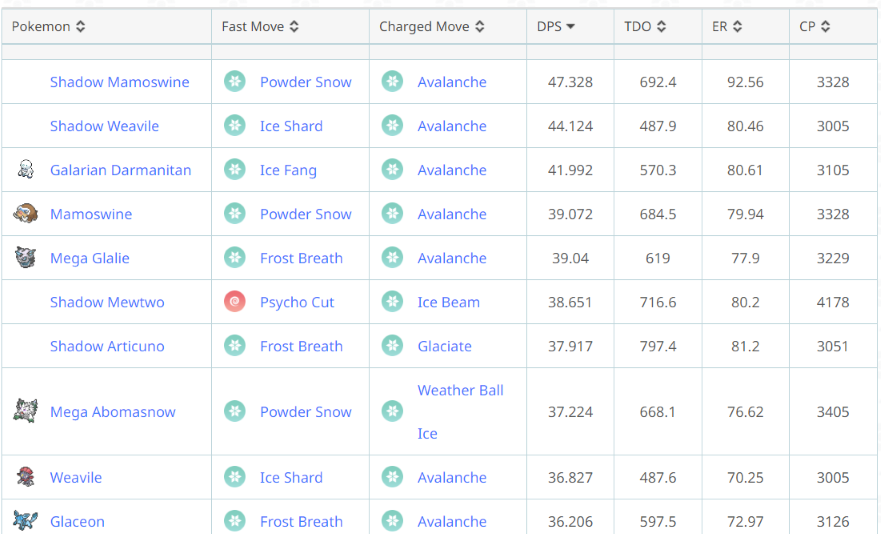 Pokemon Fast Move Charged Move DPS TDO ER CP
Shadow Mamoswine Powder Snow Avalanche 47.328 692.4 92.56 3328
Shadow Weavile Ice Shard Avalanche 44.124 487.9 80.46 3005
Galarian Darmanitan Ice Fang Avalanche 41.992 570.3 80.61 3105
Mamoswine Powder Snow Avalanche 39.072 684.5 79.94 3328
Mega Glalie Frost Breath Avalanche 39.04 619 77.9 3229
Shadow Mewtwo Psycho Cut Ice Beam 38.651 716.6 80.2 4178
Shadow Articuno Frost Breath Glaciate 37.917 797.4 81.2 3051
Weather Ball
Mega Abomasnow Powder Snow 37.224 668.1 76.62 3405
Ice
Weavile Ice Shard Avalanche 36.827 487.6 70.25 3005
Glaceon Frost Breath Avalanche 36.206 597.5 72.97 3126